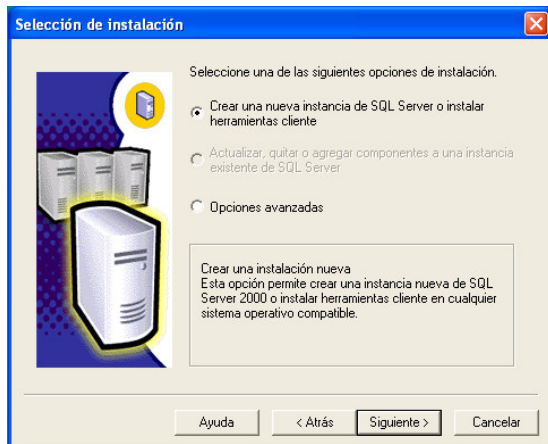 Selección de instalación
Seleccione una de las siguientes opciones de instalación.
Crear una nueva instancia de SQL Server o instalar
herramientas cliente
Actualizar, quitar o agregar componentes a una instancia
existente de SQL Server
Opciones avanzadas
Crear una instalación nueva
Esta opción permite crear una instancia nueva de SQL
Server 2000 o instalar herramientas cliente en cualquier
sistema operativo compatible.
Ayuda
< Atrás
Siguiente >
Cancelar